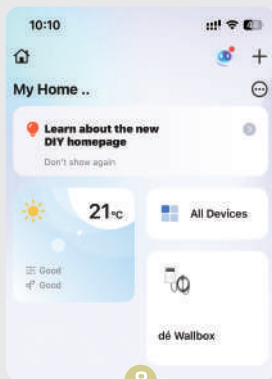 10:10
My Home ..
Learn about the new
DIY homepage
Don't show again
21°C
All Devices
Good
Good
dé Wallbox